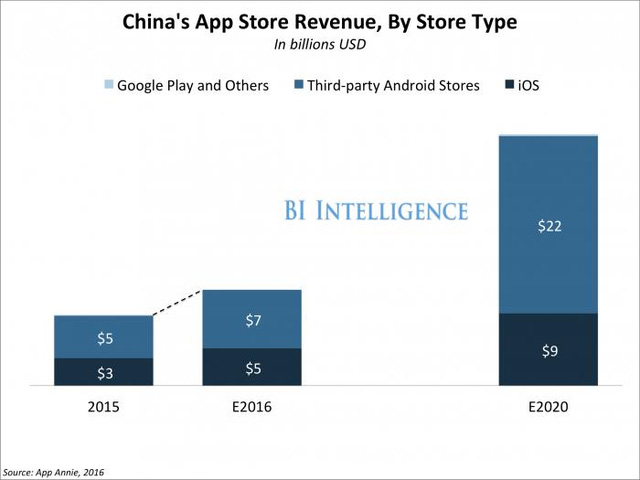 China's App Store Revenue, By Store Type
In billions USD
Google Play and Others Third-party Android Stores iOS
BI INTELLIGENCE
$22
$7
$5
$9
$5
$3
2015 E2016 E2020
Source: App Annie, 2016